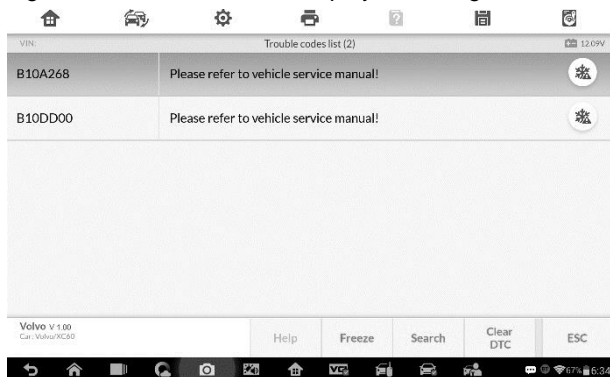 VIN:
Trouble codes list (2)
12.09V
B10A268
Please refer to vehicle service manual!
B10DD00
Please refer to vehicle service manual!
Volvo V 1.00
Car: Volvo/XC60
Help
Freeze
Search
Clear
DTC
ESC
67%
6:34